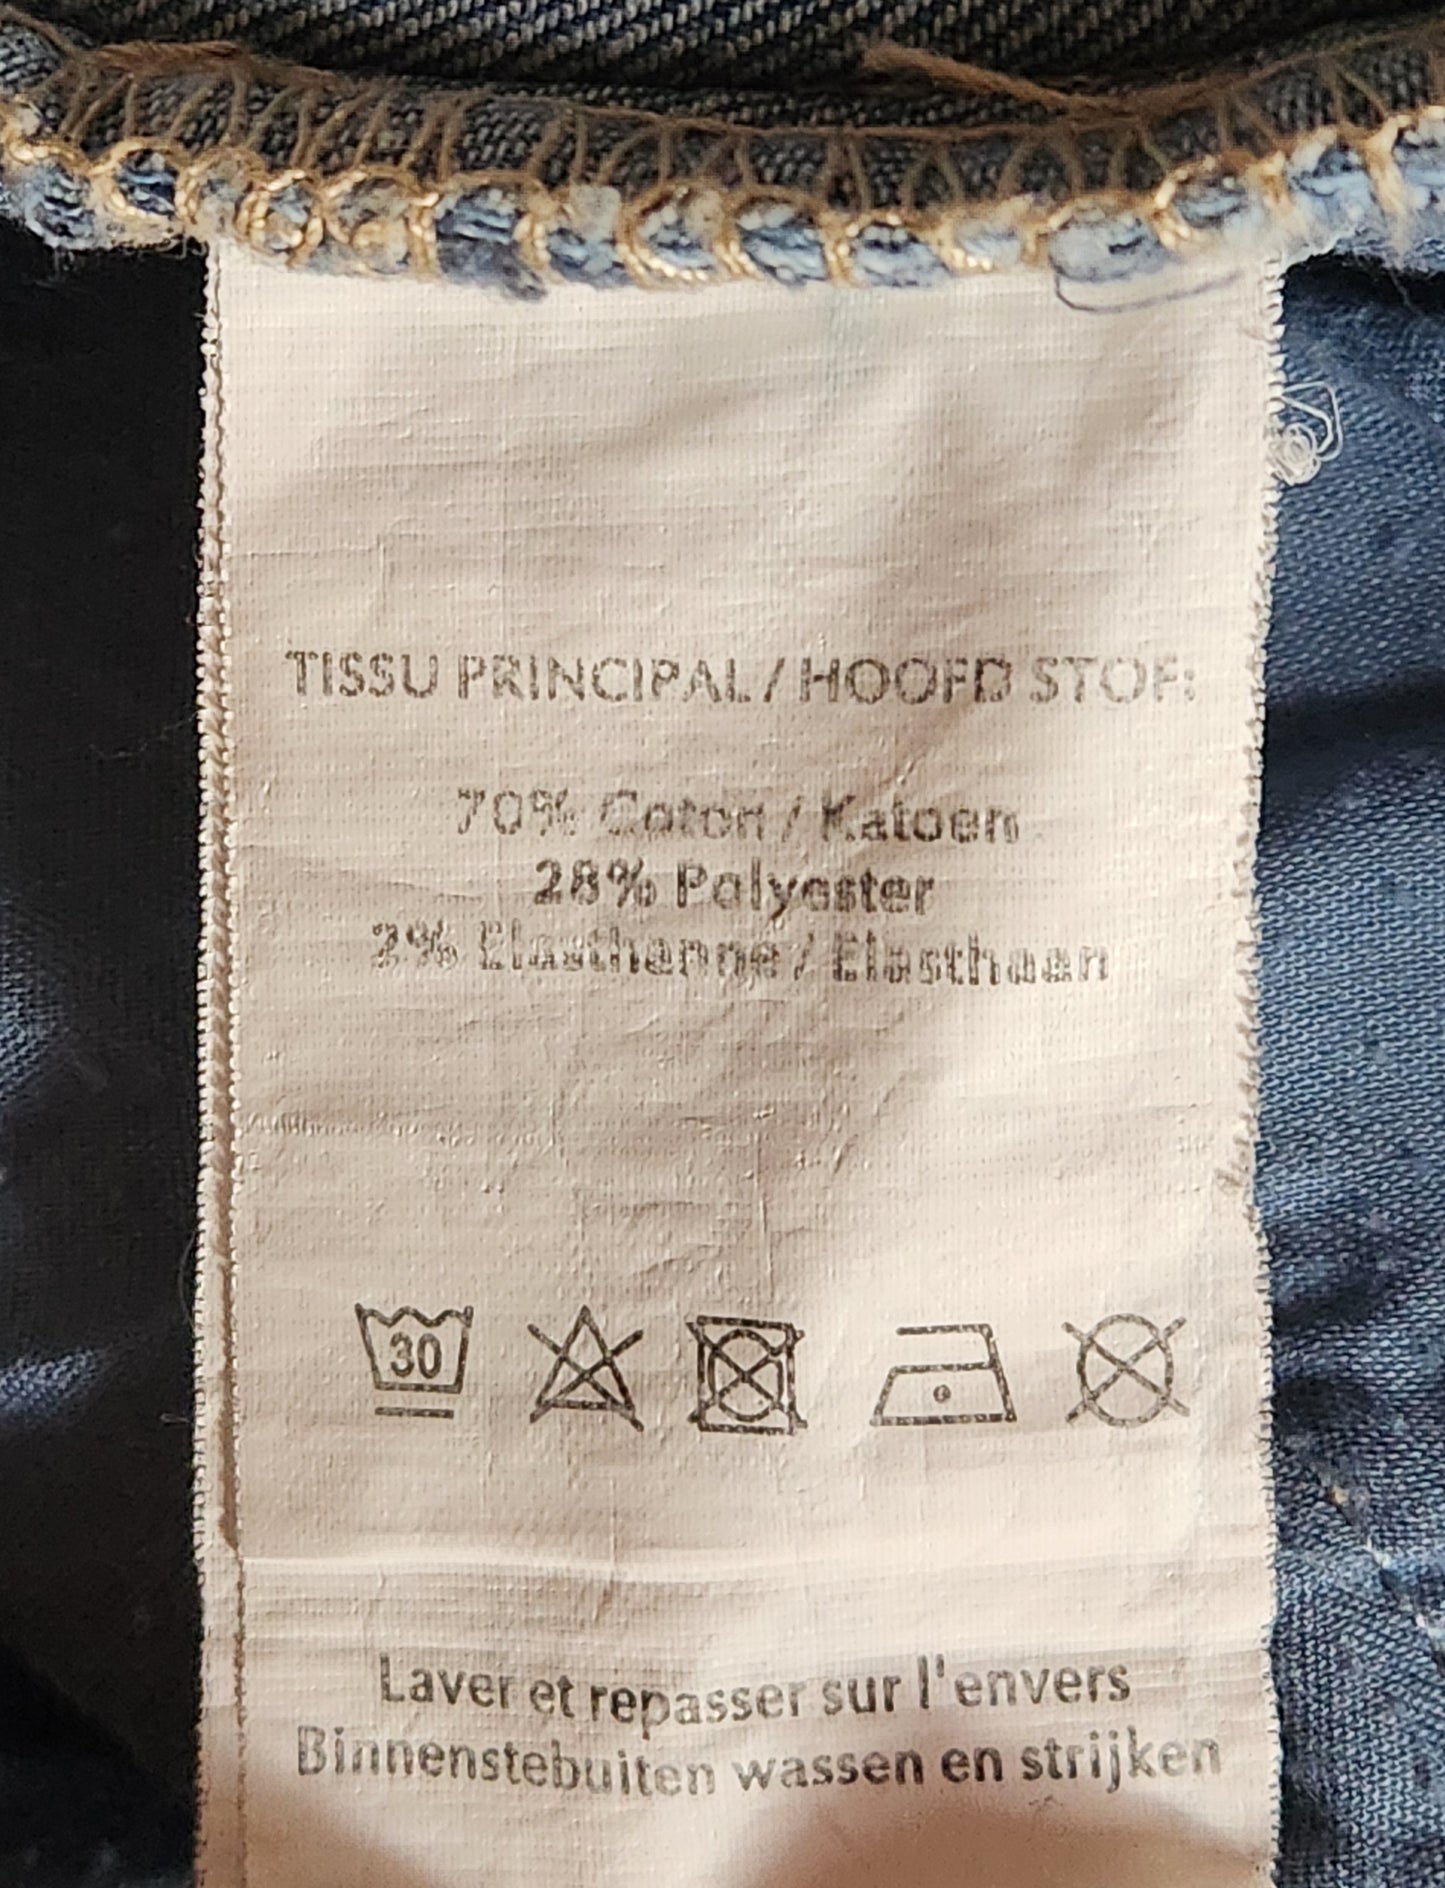 TISSU PRINCIPAL / HOOFD STOF:
70% Coton / Katoen
28% Polyester
2% Elasthenne / Elasthaan
30
Laver et repasser sur l'envers
Binnenstebuiten wassen en strijken